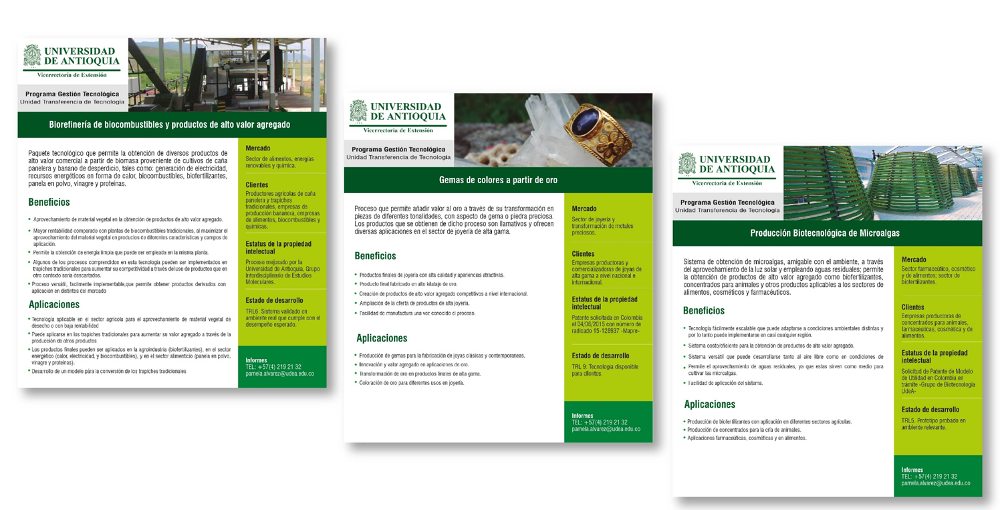 UNIVERSIDAD
DE ANTIOQUIA
Vicerrectoría de Extensión
Programa Gestión Tecnológica
Unidad Transferencia de Tecnología
Biorefinería de biocombustibles y productos de alto valor agregado
Paquete tecnológico que permite la obtención de diversos productos de
alto valor comercial a partir de biomasa proveniente de cultivos de caña
panelera y banano de desperdicio, tales como: generación de electricidad,
recursos energéticos en forma de calor, biocombustibles, biofertilizantes,
panela en polvo, vinagre y proteínas.
Beneficios
• Aprovechamiento de material vegetal en la obtención de productos de alto valor agregado.
• Mayor rentabilidad comparado con plantas de biocombustibles tradicionales, al maximizar el
aprovechamiento del material vegetal en productos de diferentes características y campos de
aplicación.
• Permite la obtención de energía limpia que puede ser empleada en la misma planta.
• Algunos de los procesos comprendidos en esta tecnología pueden ser implementados en
trapiches tradicionales para aumentar su competitividad a través del uso de productos que en
otro contexto sería descartados.
• Proceso versátil, facilmente implementable,que permite obtener productos derivados con
aplicación en distintos del mercado
Aplicaciones
• Tecnología aplicable en el sector agrícola para el aprovechamiento de material vegetal de
desecho o con baja rentabilidad
• Puede aplicarse en los trapiches tradicionales para aumentar su valor agregado a través de la
producción de otros productos
• Los productos finales pueden ser aplicados en la agroindustria (biofertilizantes), en el sector
energético (calor, electricidad, y biocombustibles), y en el sector alimenticio (panela en polvo,
vinagre y proteínas).
• Desarrollo de un modelo pára la conversión de los trapiches tradicionales
Mercado
Sector de alimentos, energías
renovables y química.
Clientes
Productores agrícolas de caña
panelera y trapiches
tradicionales, empresas de
producción bananera, empresas
de alimentos, biocombustibles y
químicas.
Estatus de la propiedad
intelectual
Proceso mejorado por la
Universidad de Antioquia, Grupo
Interdisciplinario de Estudios
Moleculares.
Estado de desarrollo
TRL6. Sistema validado en
ambiente real que cumple con el
desempeño esperado.
Informes
TEL: +57(4) 219 21 32
pamela.alvarez@udea.edu.co
UNIVERSIDAD
DE ANTIOQUIA
Vicerrectoría de Extensión
Programa Gestión Tecnológica
Unidad Transferencia de Tecnología
Gemas de colores a partir de oro
Proceso que permite añadir valor al oro a través de su transformación en
piezas de diferentes tonalidades, con aspecto de gema o piedra preciosa.
Los productos que se obtienen de dicho proceso son llamativos y ofrecen
diversas aplicaciones en el sector de joyería de alta gama.
Beneficios
• Productos finales de joyería con alta calidad y apariencias atractivas.
• Producto final fabricado en alto kilataje de oro.
• Creación de productos de alto valor agregado competitivos a nivel internacional.
• Ampliación de la oferta de productos de alta joyería.
• Facilidad de manufactura una vez conocido el proceso.
Aplicaciones
• Producción de gemas para la fabricación de joyas clásicas y contemporaneas.
• Innovación y valor agregado en aplicaciones de oro.
• Transformación de oro en productos finales de alta gama.
• Coloración de oro para diferentes usos en joyería.
Mercado
Sector de joyería y
transformación de metales
preciosos.
Clientes
Empresas productoras y
comercializadoras de joyas de
alta gama a nivel nacional e
internacional.
Estatus de la propiedad
intelectual
Patente solicitada en Colombia
el 04/06/2015 con número de
radicado 15-128937 -Mapre-
Estado de desarrollo
TRL 9: Tecnología disponible
para clientes.
Informes
TEL: +57(4) 219 21 32
pamela.alvarez@udea.edu.co
UNIVERSIDAD
DE ANTIOQUIA
Vicerrectoría de Extensión
Programa Gestión Tecnológica
Unidad Transferencia de Tecnología
Producción Biotecnológica de Microalgas
Sistema de obtención de microalgas, amigable con el ambiente, a través
del aprovechamiento de la luz solar y empleando aguas residuales; permite
la obtención de productos de alto valor agregado como biofertilizantes,
concentrados para animales y otros productos aplicables a los sectores de
alimentos, cosméticos y farmacéuticos.
Beneficios
• Tecnología fácilmente escalable que puede adaptarse a condiciones ambientales distintas y
por lo tanto puede implementarse en casi cualquier región.
• Sistema costo/eficiente para la obtención de productos de alto valor agregado.
• Sistema versátil que puede desarrollarse tanto al aire libre como en condiciones de
• Permite el aprovechamiento de aguas residuales, ya que estas sirven como medio para
cultivar las microalgas.
• Facilidad de aplicación del sistema.
Aplicaciones
• Producción de biofertilizantes con aplicación en diferentes sectores agrícolas.
• Producción de concentrados para la cría de animales.
• Aplicaciones farmacéuticas, cosméticas y en alimentos.
Mercado
Sector farmacéutico, cosmético
y de alimentos; sector de
biofertilizantes.
Clientes
Empresas productoras de
concentrados para animales,
farmaceúticas, cosmética y de
alimentos.
Estatus de la propiedad
intelectual
Solicitud de Patente de Modelo
de Utilidad en Colombia en
trámite -Grupo de Biotecnología
UdeA-
Estado de desarrollo
TRL5. Prototipo probado en
ambiente relevante.
Informes
TEL: +57(4) 219 21 32
pamela.alvarez@udea.edu.co